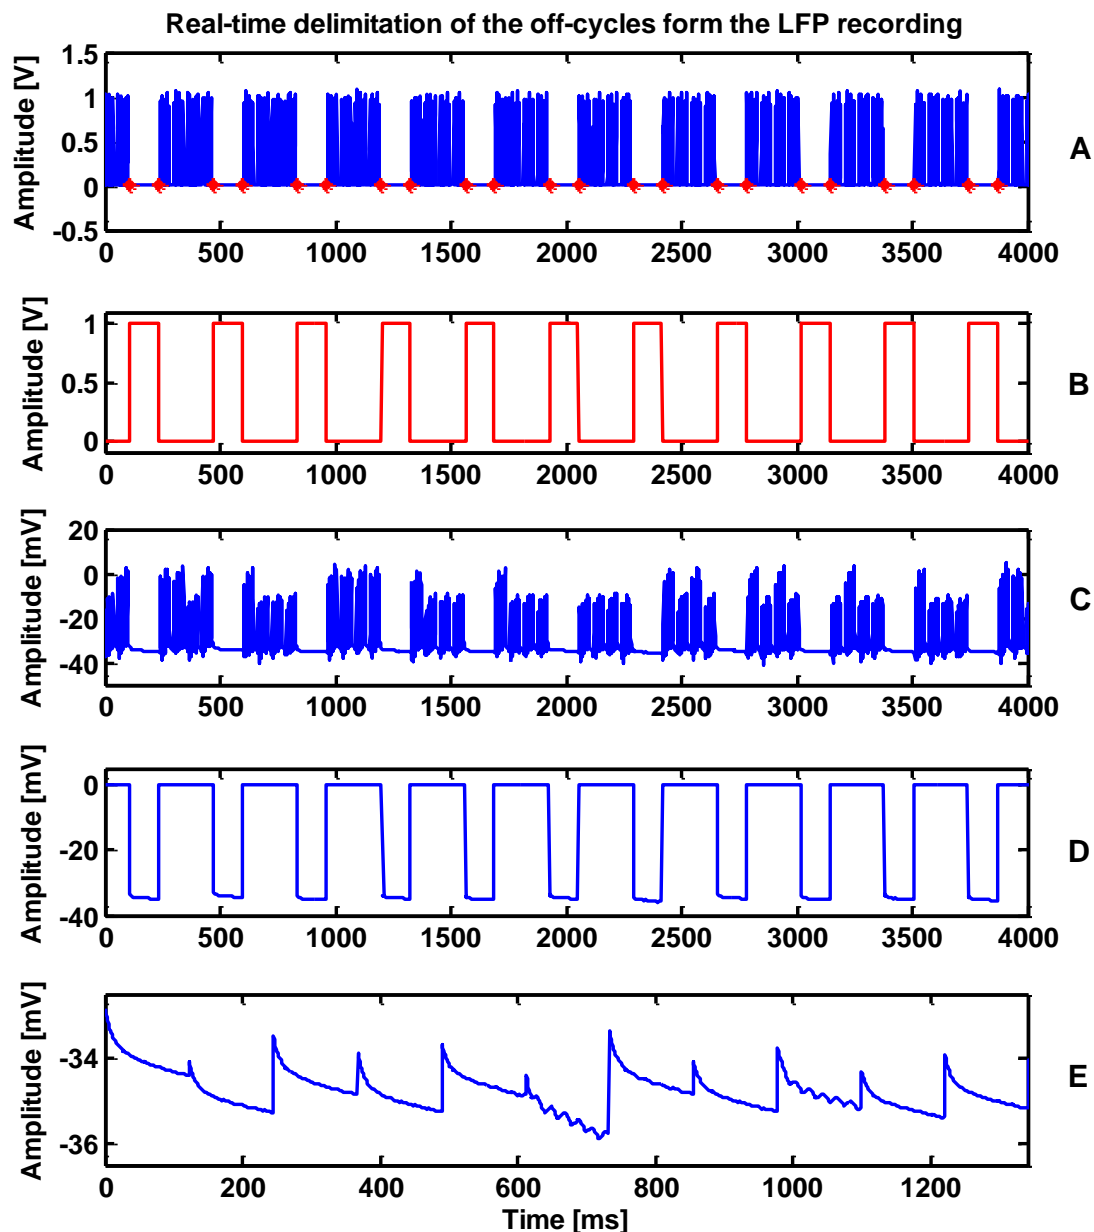 Real-time delimitation of the off-cycles form the LFP recording
Amplitude [V]
1.5
1
0.5
0
-0.5
0 500 1000 1500 2000 2500 3000 3500 4000
A
Amplitude [V]
1
0.5
0
0 500 1000 1500 2000 2500 3000 3500 4000
B
Amplitude [mV]
20
0
-20
-40
0 500 1000 1500 2000 2500 3000 3500 4000
C
Amplitude [mV]
0
-20
-40
0 500 1000 1500 2000 2500 3000 3500 4000
D
Amplitude [mV]
-34
-36
0 200 400 600 800 1000 1200
E
Time [ms]